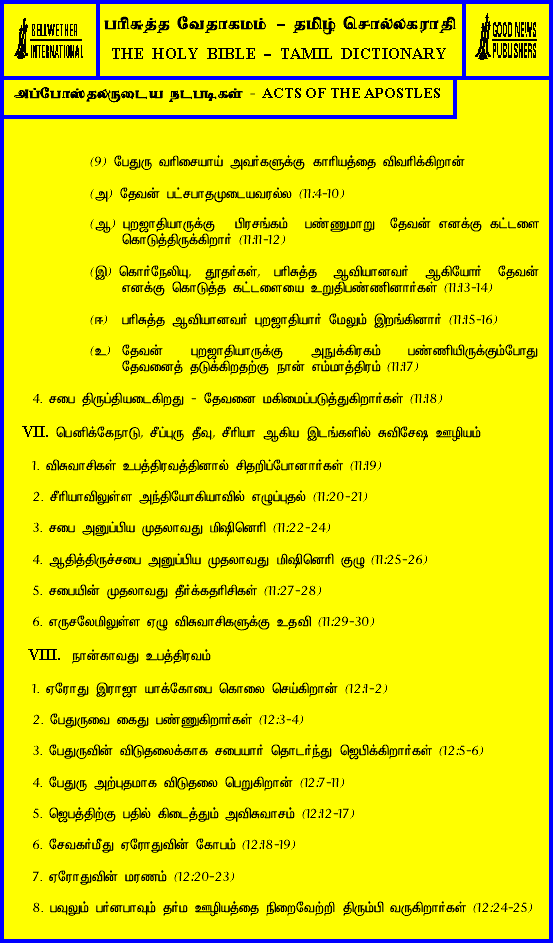 BELLWETHER
INTERNATIONAL
பரிசுத்த வேதாகமம் – தமிழ் சொல்லகராதி
THE HOLY BIBLE – TAMIL DICTIONARY
GOOD NEWS
PUBLISHERS
அப்போஸ்தலருடைய நடபடிகள் - ACTS OF THE APOSTLES
(9) பேதுரு வரிசையாய் அவர்களுக்கு காரியத்தை விவரிக்கிறான்
(அ) தேவன் பட்சபாதமுடையவரல்ல (11:4-10)
(ஆ) புறஜாதியாருக்கு பிரசங்கம் பண்ணுமாறு தேவன் எனக்கு கட்டளை
கொடுத்திருக்கிறார் (11:11-12)
(இ) கொர்நேலியு, தூதர்கள், பரிசுத்த ஆவியானவர் ஆகியோர் தேவன்
எனக்கு கொடுத்த கட்டளையை உறுதிபண்ணினார்கள் (11:13-14)
(ஈ) பரிசுத்த ஆவியானவர் புறஜாதியார் மேலும் இறங்கினார் (11:15-16)
(உ) தேவன் புறஜாதியாருக்கு அநுக்கிரகம் பண்ணியிருக்கும்போது
தேவனைத் தடுக்கிறதற்கு நான் எம்மாத்திரம் (11:17)
4. சபை திருப்தியடைகிறது - தேவனை மகிமைப்படுத்துகிறார்கள் (11:18)
VII. பெனிக்கேநாடு, சீப்புரு தீவு, சீரியா ஆகிய இடங்களில் சுவிசேஷ ஊழியம்
1. விசுவாசிகள் உபத்திரவத்தினால் சிதறிப்போனார்கள் (11:19)
2. சீரியாவிலுள்ள அந்தியோகியாவில் எழுப்புதல் (11:20-21)
3. சபை அனுப்பிய முதலாவது மிஷினெரி (11:22-24)
4. ஆதித்திருச்சபை அனுப்பிய முதலாவது மிஷினெரி குழு (11:25-26)
5. சபையின் முதலாவது தீர்க்கதரிசிகள் (11:27-28)
6. எருசலேமிலுள்ள ஏழு விசுவாசிகளுக்கு உதவி (11:29-30)
VIII. நான்காவது உபத்திரவம்
1. ஏரோது இராஜா யாக்கோபை கொலை செய்கிறான் (12:1-2)
2. பேதுருவை கைது பண்ணுகிறார்கள் (12:3-4)
3. பேதுருவின் விடுதலைக்காக சபையார் தொடர்ந்து ஜெபிக்கிறார்கள் (12:5-6)
4. பேதுரு அற்புதமாக விடுதலை பெறுகிறான் (12:7-11)
5. ஜெபத்திற்கு பதில் கிடைத்தும் அவிசுவாசம் (12:12-17)
6. சேவகர்மீது ஏரோதுவின் கோபம் (12:18-19)
7. ஏரோதுவின் மரணம் (12:20-23)
8. பவுலும் பர்னபாவும் தர்ம ஊழியத்தை நிறைவேற்றி திரும்பி வருகிறார்கள் (12:24-25)